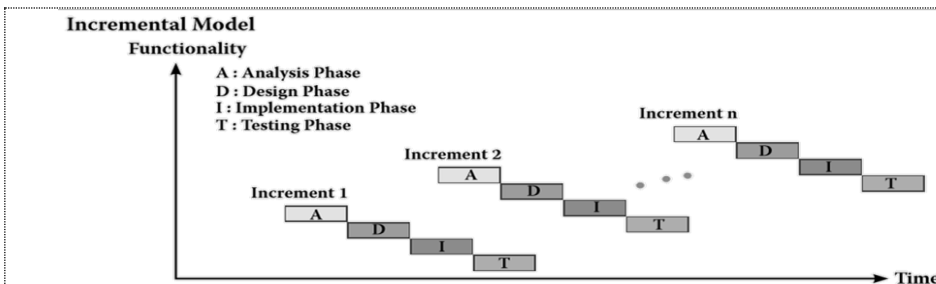 Incremental Model
Functionality
A : Analysis Phase
D : Design Phase
I : Implementation Phase
T : Testing Phase
Increment n
A
D
I
T
Increment 2
A
D
I
T
Increment 1
A
D
I
T
Time